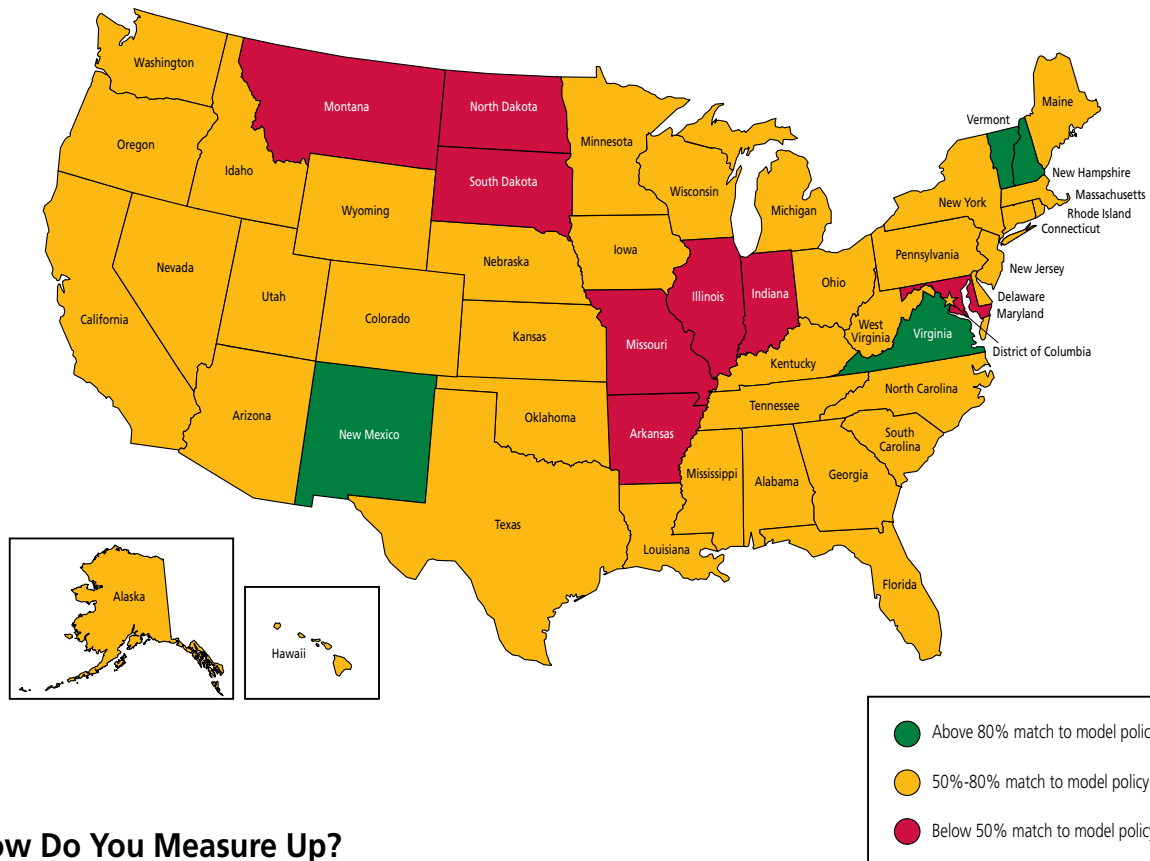 Washington
Montana
North Dakota
Minnesota
Maine
Vermont
Oregon
Idaho
South Dakota
Wisconsin
Michigan
New York
New Hampshire
Massachusetts
Rhode Island
Connecticut
Wyoming
Nebraska
Iowa
Pennsylvania
New Jersey
Nevada
Utah
Colorado
Kansas
Illinois
Indiana
Ohio
Delaware
Maryland
California
Missouri
West
Virginia
Virginia
District of Columbia
Kentucky
North Carolina
Arizona
New Mexico
Oklahoma
Arkansas
Tennessee
South
Carolina
Mississippi
Alabama
Georgia
Texas
Louisiana
Florida
Alaska
Hawaii
Above 80% match to model polic
50%-80% match to model policy
Below 50% match to model policy
ow Do You Measure Up?